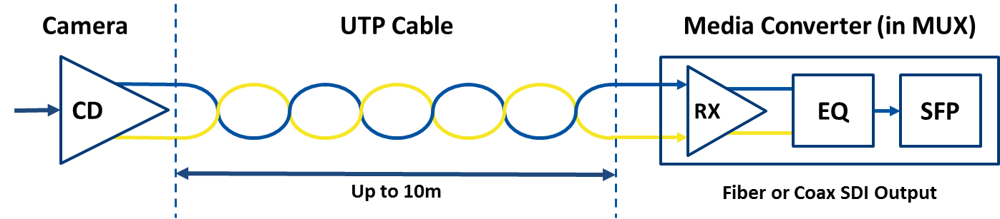 Camera
UTP Cable
Media Converter (in MUX)
CD
RX
EQ
SFP
Up to 10m
Fiber or Coax SDI Output